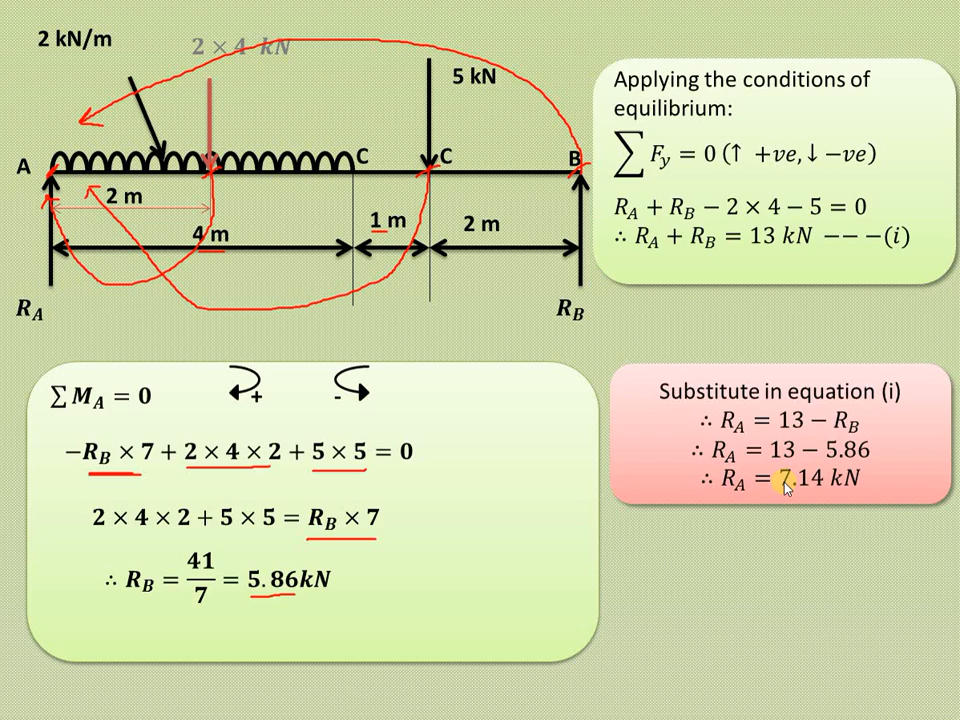 2 kN/m
2 × 4 kN
5 kN
A
C
C
B
2 m
4 m
1 m
2 m
R_A
R_B
Applying the conditions of
equilibrium:
∑ F_y = 0 (↑ +ve, ↓ −ve)
R_A + R_B − 2 × 4 − 5 = 0
∴ R_A + R_B = 13 kN −−−(i)
∑ M_A = 0 + -
−R_B × 7 + 2 × 4 × 2 + 5 × 5 = 0
2 × 4 × 2 + 5 × 5 = R_B × 7
∴ R_B = 41/7 = 5.86kN
Substitute in equation (i)
∴ R_A = 13 − R_B
∴ R_A = 13 − 5.86
∴ R_A = 7.14 kN